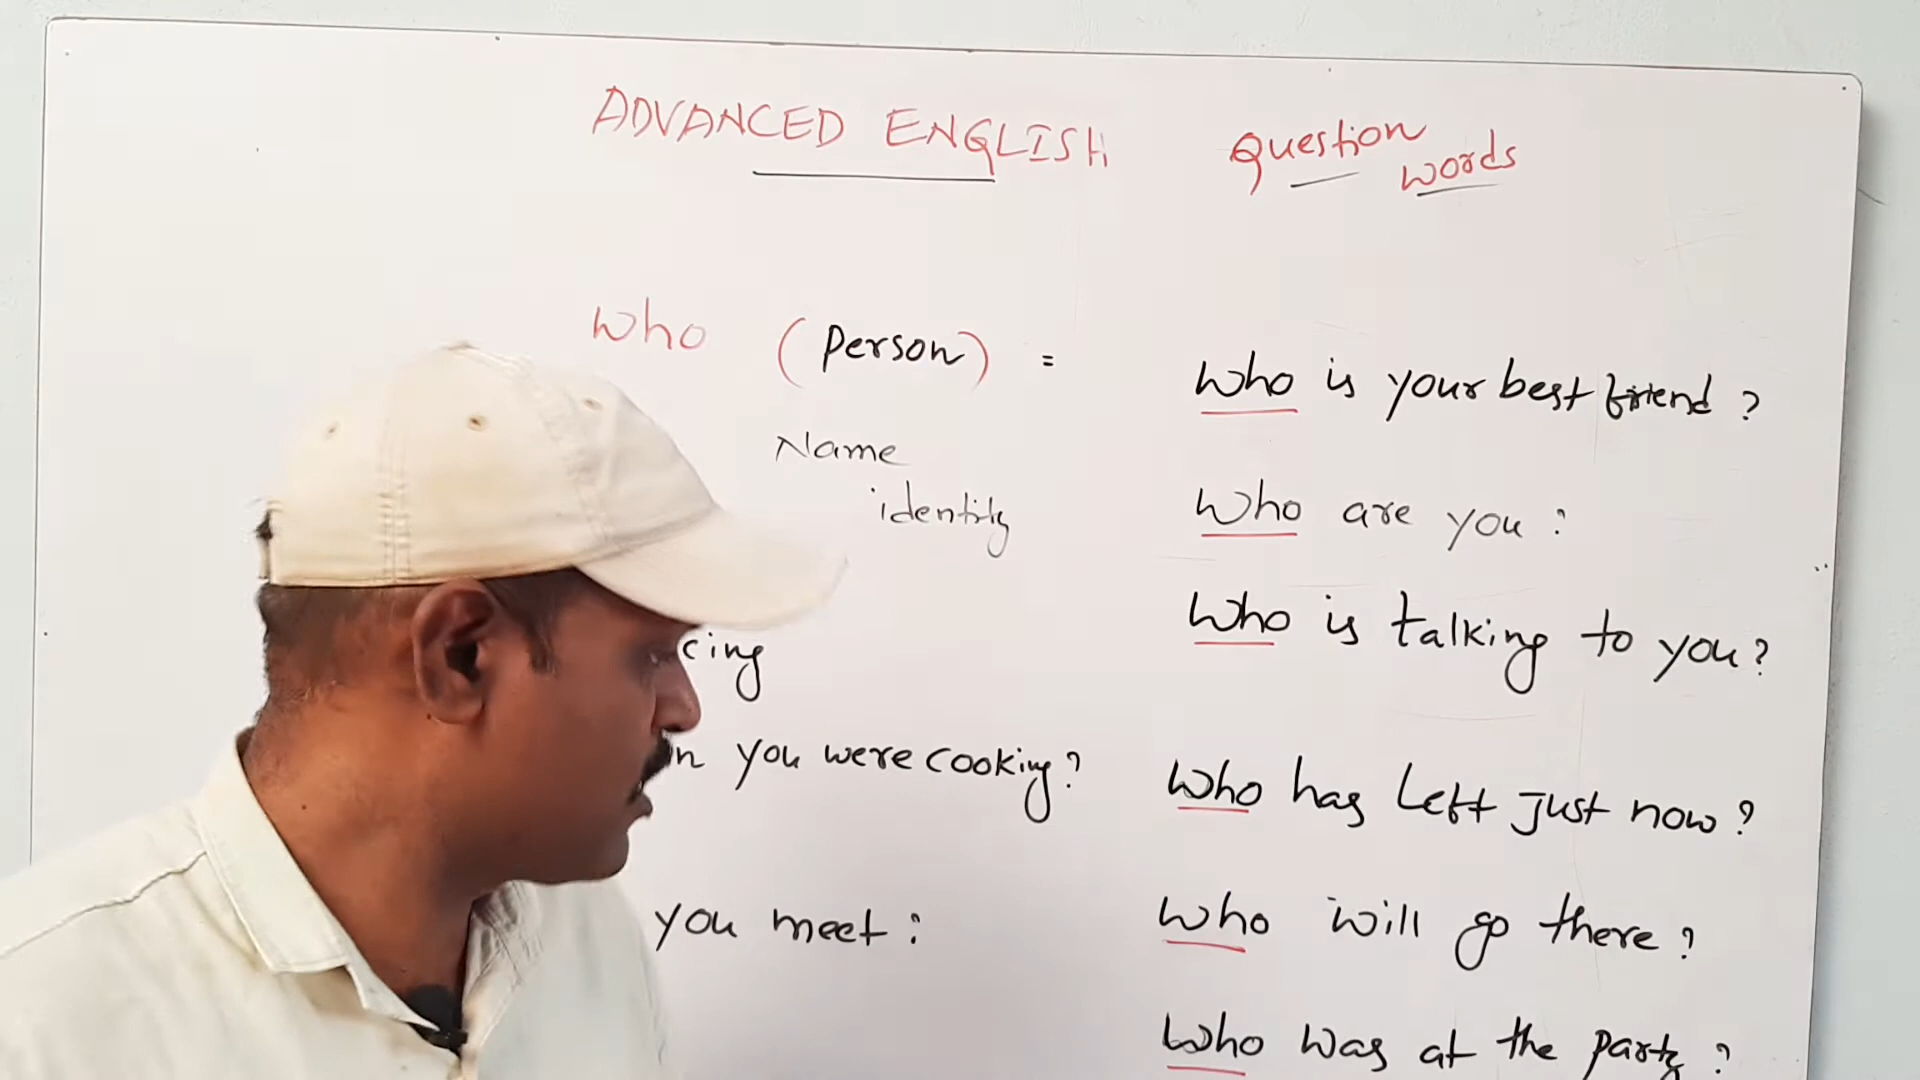 ADVANCED ENGLISH
Question
words
who (Person) =
Name
identity
cing
n you were cooking?
you meet :
Who is your best friend ?
Who are you :
Who is talking to you?
Who has left just now ?
Who will go there ?
Who was at the party ?